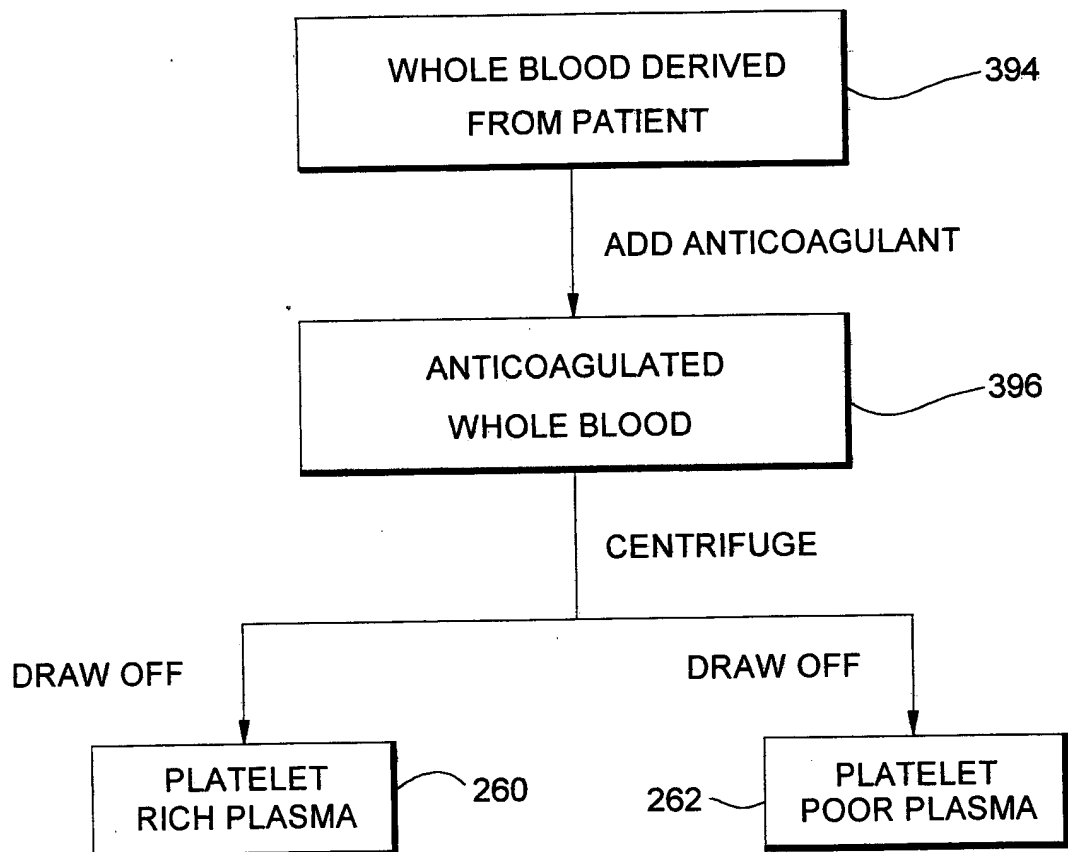 WHOLE BLOOD DERIVED
FROM PATIENT
394
ADD ANTICOAGULANT
ANTICOAGULATED
WHOLE BLOOD
396
CENTRIFUGE
DRAW OFF
DRAW OFF
PLATELET
RICH PLASMA
260
262
PLATELET
POOR PLASMA